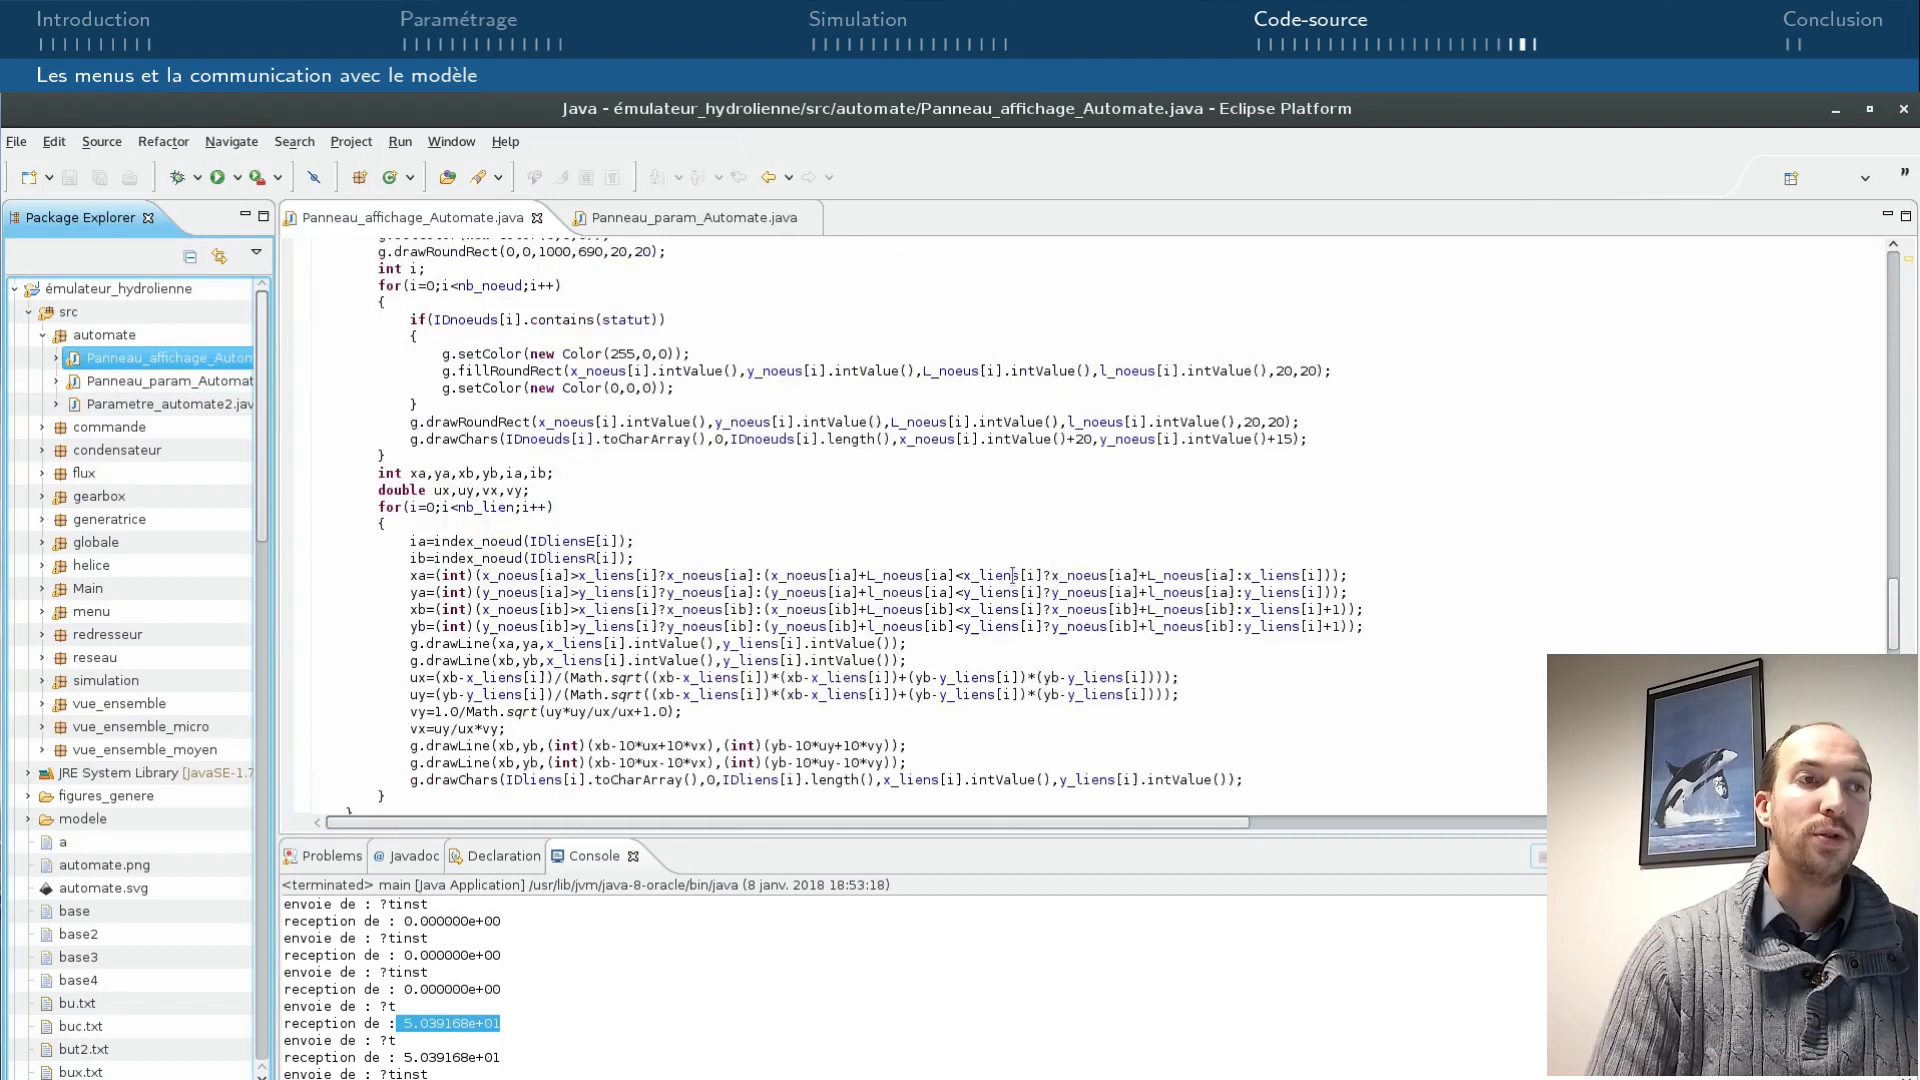 Introduction
Paramétrage
Simulation
Code-source
Conclusion
Les menus et la communication avec le modèle
Java - émulateur_hydrolienne/src/automate/Panneau_affichage_Automate.java - Eclipse Platform
File Edit Source Refactor Navigate Search Project Run Window Help
Package Explorer
Panneau_affichage_Automate.java
Panneau_param_Automate.java
émulateur_hydrolienne
src
automate
Panneau_affichage_Autom
Panneau_param_Automat
Parametre_automate2.jav
commande
condensateur
flux
gearbox
generatrice
globale
helice
Main
menu
redresseur
reseau
simulation
vue_ensemble
vue_ensemble_micro
vue_ensemble_moyen
JRE System Library [JavaSE-1.7
figures_genere
modele
a
automate.png
automate.svg
base
base2
base3
base4
bu.txt
buc.txt
but2.txt
bux.txt
g.drawRoundRect(0,0,1000,690,20,20);
int i;
for(i=0;i<nb_noeud;i++)
{
if(IDnoeuds[i].contains(statut))
{
g.setColor(new Color(255,0,0));
g.fillRoundRect(x_noeus[i].intValue(),y_noeus[i].intValue(),L_noeus[i].intValue(),l_noeus[i].intValue(),20,20);
g.setColor(new Color(0,0,0));
}
g.drawRoundRect(x_noeus[i].intValue(),y_noeus[i].intValue(),L_noeus[i].intValue(),l_noeus[i].intValue(),20,20);
g.drawChars(IDnoeuds[i].toCharArray(),0,IDnoeuds[i].length(),x_noeus[i].intValue()+20,y_noeus[i].intValue()+15);
}
int xa,ya,xb,yb,ia,ib;
double ux,uy,vx,vy;
for(i=0;i<nb_lien;i++)
{
ia=index_noeud(IDliensE[i]);
ib=index_noeud(IDliensR[i]);
xa=(int)(x_noeus[ia]>x_liens[i]?x_noeus[ia]:(x_noeus[ia]+L_noeus[ia]<x_liens[i]?x_noeus[ia]+L_noeus[ia]:x_liens[i]));
ya=(int)(y_noeus[ia]>y_liens[i]?y_noeus[ia]:(y_noeus[ia]+l_noeus[ia]<y_liens[i]?y_noeus[ia]+l_noeus[ia]:y_liens[i]));
xb=(int)(x_noeus[ib]>x_liens[i]?x_noeus[ib]:(x_noeus[ib]+L_noeus[ib]<x_liens[i]?x_noeus[ib]+L_noeus[ib]:x_liens[i]+1));
yb=(int)(y_noeus[ib]>y_liens[i]?y_noeus[ib]:(y_noeus[ib]+l_noeus[ib]<y_liens[i]?y_noeus[ib]+l_noeus[ib]:y_liens[i]+1));
g.drawLine(xa,ya,x_liens[i].intValue(),y_liens[i].intValue());
g.drawLine(xb,yb,x_liens[i].intValue(),y_liens[i].intValue());
ux=(xb-x_liens[i])/(Math.sqrt((xb-x_liens[i])*(xb-x_liens[i])+(yb-y_liens[i])*(yb-y_liens[i])));
uy=(yb-y_liens[i])/(Math.sqrt((xb-x_liens[i])*(xb-x_liens[i])+(yb-y_liens[i])*(yb-y_liens[i])));
vy=1.0/Math.sqrt(uy*uy/ux/ux+1.0);
vx=uy/ux*vy;
g.drawLine(xb,yb,(int)(xb-10*ux+10*vx),(int)(yb-10*uy+10*vy));
g.drawLine(xb,yb,(int)(xb-10*ux-10*vx),(int)(yb-10*uy-10*vy));
g.drawChars(IDliens[i].toCharArray(),0,IDliens[i].length(),x_liens[i].intValue(),y_liens[i].intValue());
}
}
Problems @ Javadoc Declaration Console
<terminated> main [Java Application] /usr/lib/jvm/java-8-oracle/bin/java (8 janv. 2018 18:53:18)
envoie de : ?tinst
reception de : 0.000000e+00
envoie de : ?tinst
reception de : 0.000000e+00
envoie de : ?tinst
reception de : 0.000000e+00
envoie de : ?t
reception de : 5.039168e+01
envoie de : ?t
reception de : 5.039168e+01
envoie de : ?tinst